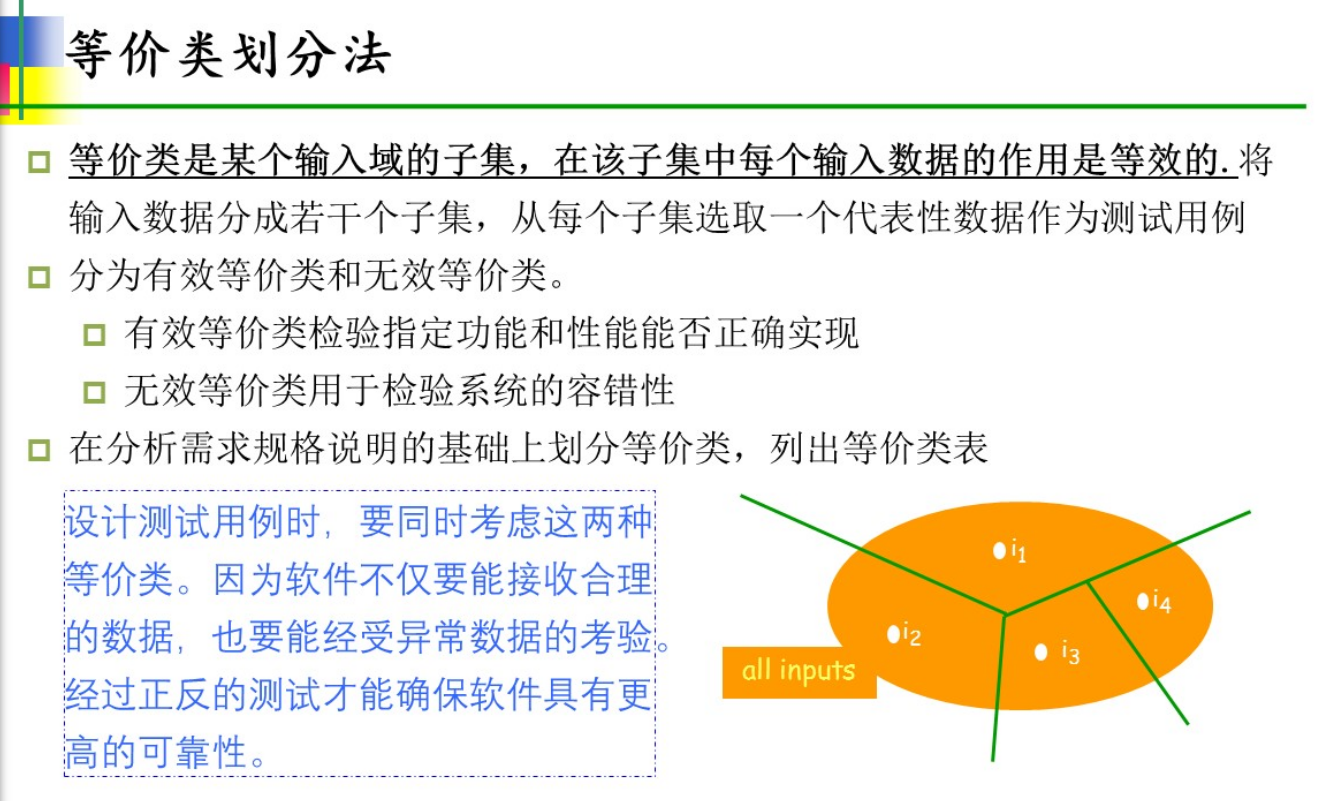 等价类划分法
等价类是某个输入域的子集，在该子集中每个输入数据的作用是等效的.将
输入数据分成若干个子集，从每个子集选取一个代表性数据作为测试用例
分为有效等价类和无效等价类。
有效等价类检验指定功能和性能能否正确实现
无效等价类用于检验系统的容错性
在分析需求规格说明的基础上划分等价类，列出等价类表
设计测试用例时，要同时考虑这两种
等价类。因为软件不仅要能接收合理
的数据，也要能经受异常数据的考验。
经过正反的测试才能确保软件具有更
高的可靠性。
i1
i4
i2
i3
all inputs